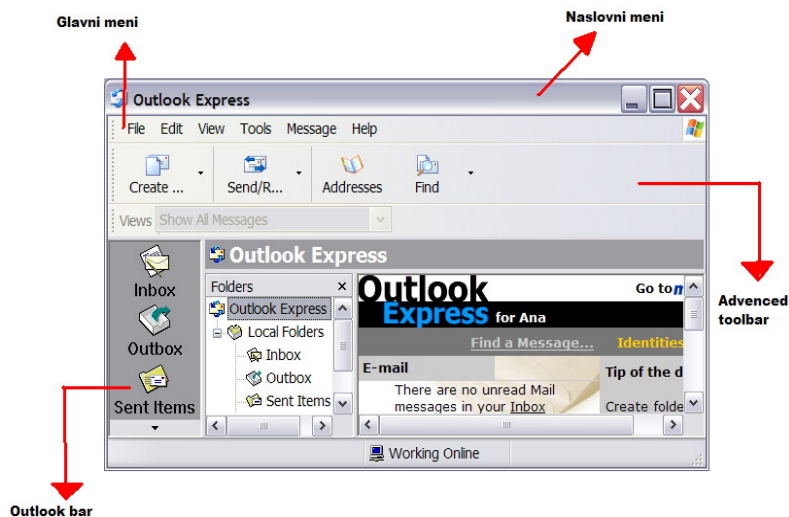 Glavni meni
Naslovni meni
Outlook Express
File Edit View Tools Message Help
Create ... Send/R... Addresses Find
Views Show All Messages
Outlook Express
Inbox
Outbox
Sent Items
Folders x
Outlook Express
Local Folders
Inbox
Outbox
Sent Items
Outlook
Express for Ana
Go to m
Find a Message... Identities
E-mail
There are no unread Mail
messages in your Inbox
Tip of the d
Create folde
Working Online
Advenced
toolbar
Outlook bar